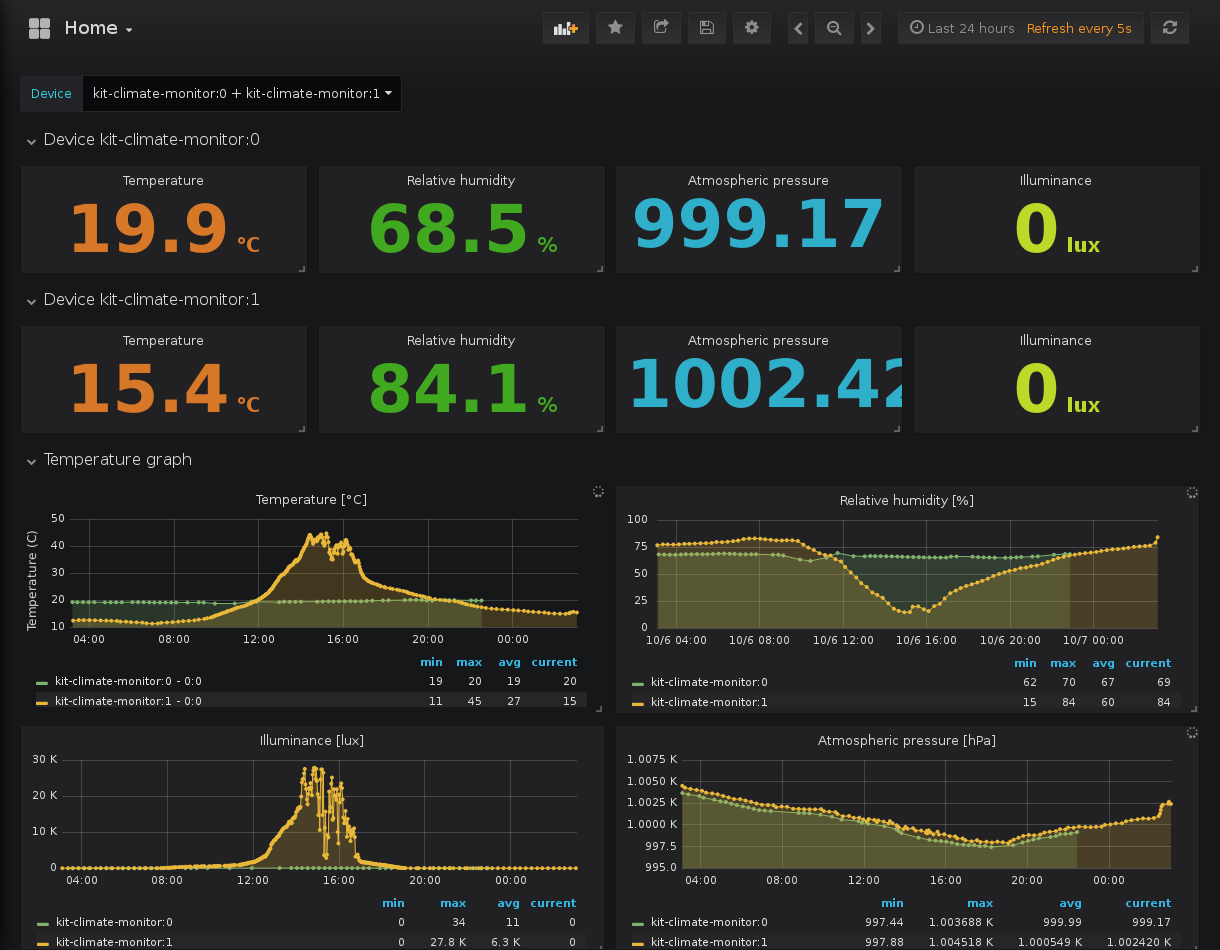 Home
Last 24 hours Refresh every 5s
Device kit-climate-monitor:0 + kit-climate-monitor:1
Device kit-climate-monitor:0
Temperature Relative humidity Atmospheric pressure Illuminance
19.9 °C 68.5 % 999.17 0 lux
Device kit-climate-monitor:1
Temperature Relative humidity Atmospheric pressure Illuminance
15.4 °C 84.1 % 1002.42 0 lux
Temperature graph
Temperature [°C]
Temperature (C)
50
40
30
20
10
04:00 08:00 12:00 16:00 20:00 00:00
min max avg current
kit-climate-monitor:0 - 0:0 19 20 19 20
kit-climate-monitor:1 - 0:0 11 45 27 15
Relative humidity [%]
100
75
50
25
0
10/6 04:00 10/6 08:00 10/6 12:00 10/6 16:00 10/6 20:00 10/7 00:00
min max avg current
kit-climate-monitor:0 62 70 67 69
kit-climate-monitor:1 15 84 60 84
Illuminance [lux]
30 K
20 K
10 K
0
04:00 08:00 12:00 16:00 20:00 00:00
min max avg current
kit-climate-monitor:0 0 34 11 0
kit-climate-monitor:1 0 27.8 K 6.3 K 0
Atmospheric pressure [hPa]
1.0075 K
1.0050 K
1.0025 K
1.0000 K
997.5
995.0
04:00 08:00 12:00 16:00 20:00 00:00
min max avg current
kit-climate-monitor:0 997.44 1.003688 K 999.99 999.17
kit-climate-monitor:1 997.88 1.004518 K 1.000549 K 1.002420 K